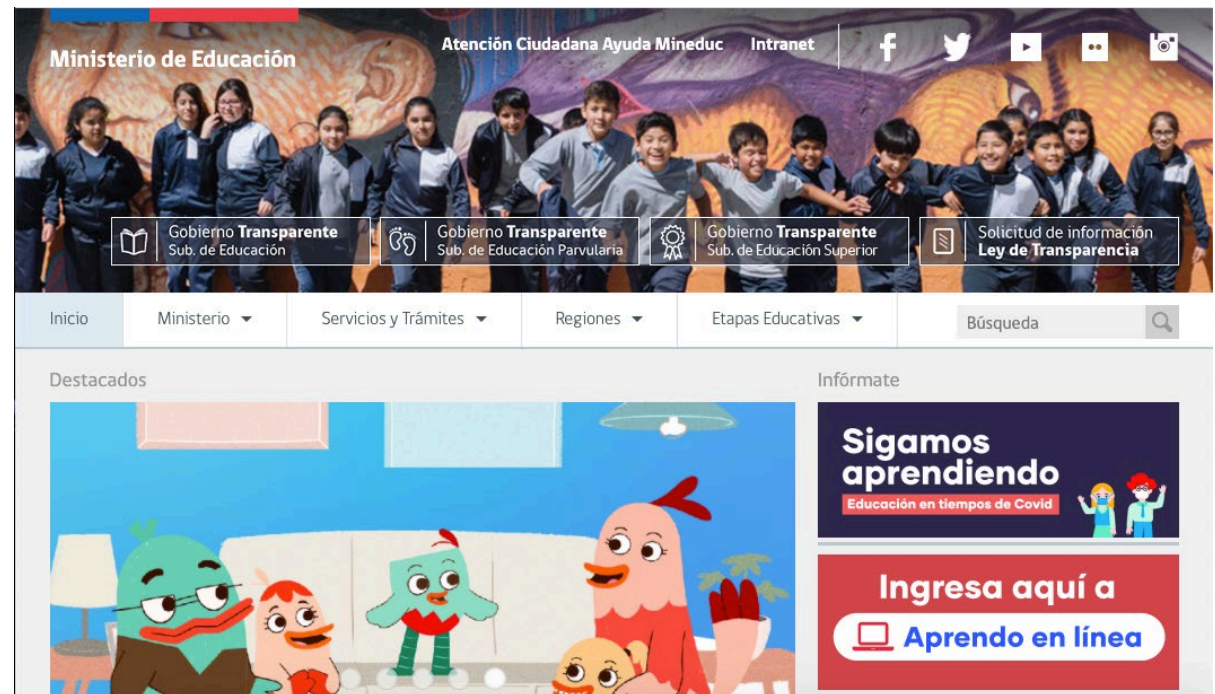 Ministerio de Educación
Atención Ciudadana Ayuda Mineduc
Intranet
Gobierno Transparente
Sub. de Educación
Gobierno Transparente
Sub. de Educación Parvularia
Gobierno Transparente
Sub. de Educación Superior
Solicitud de información
Ley de Transparencia
Inicio
Ministerio
Servicios y Trámites
Regiones
Etapas Educativas
Búsqueda
Destacados
Infórmate
Sigamos
aprendiendo
Educación en tiempos de Covid
Ingresa aquí a
Aprendo en línea